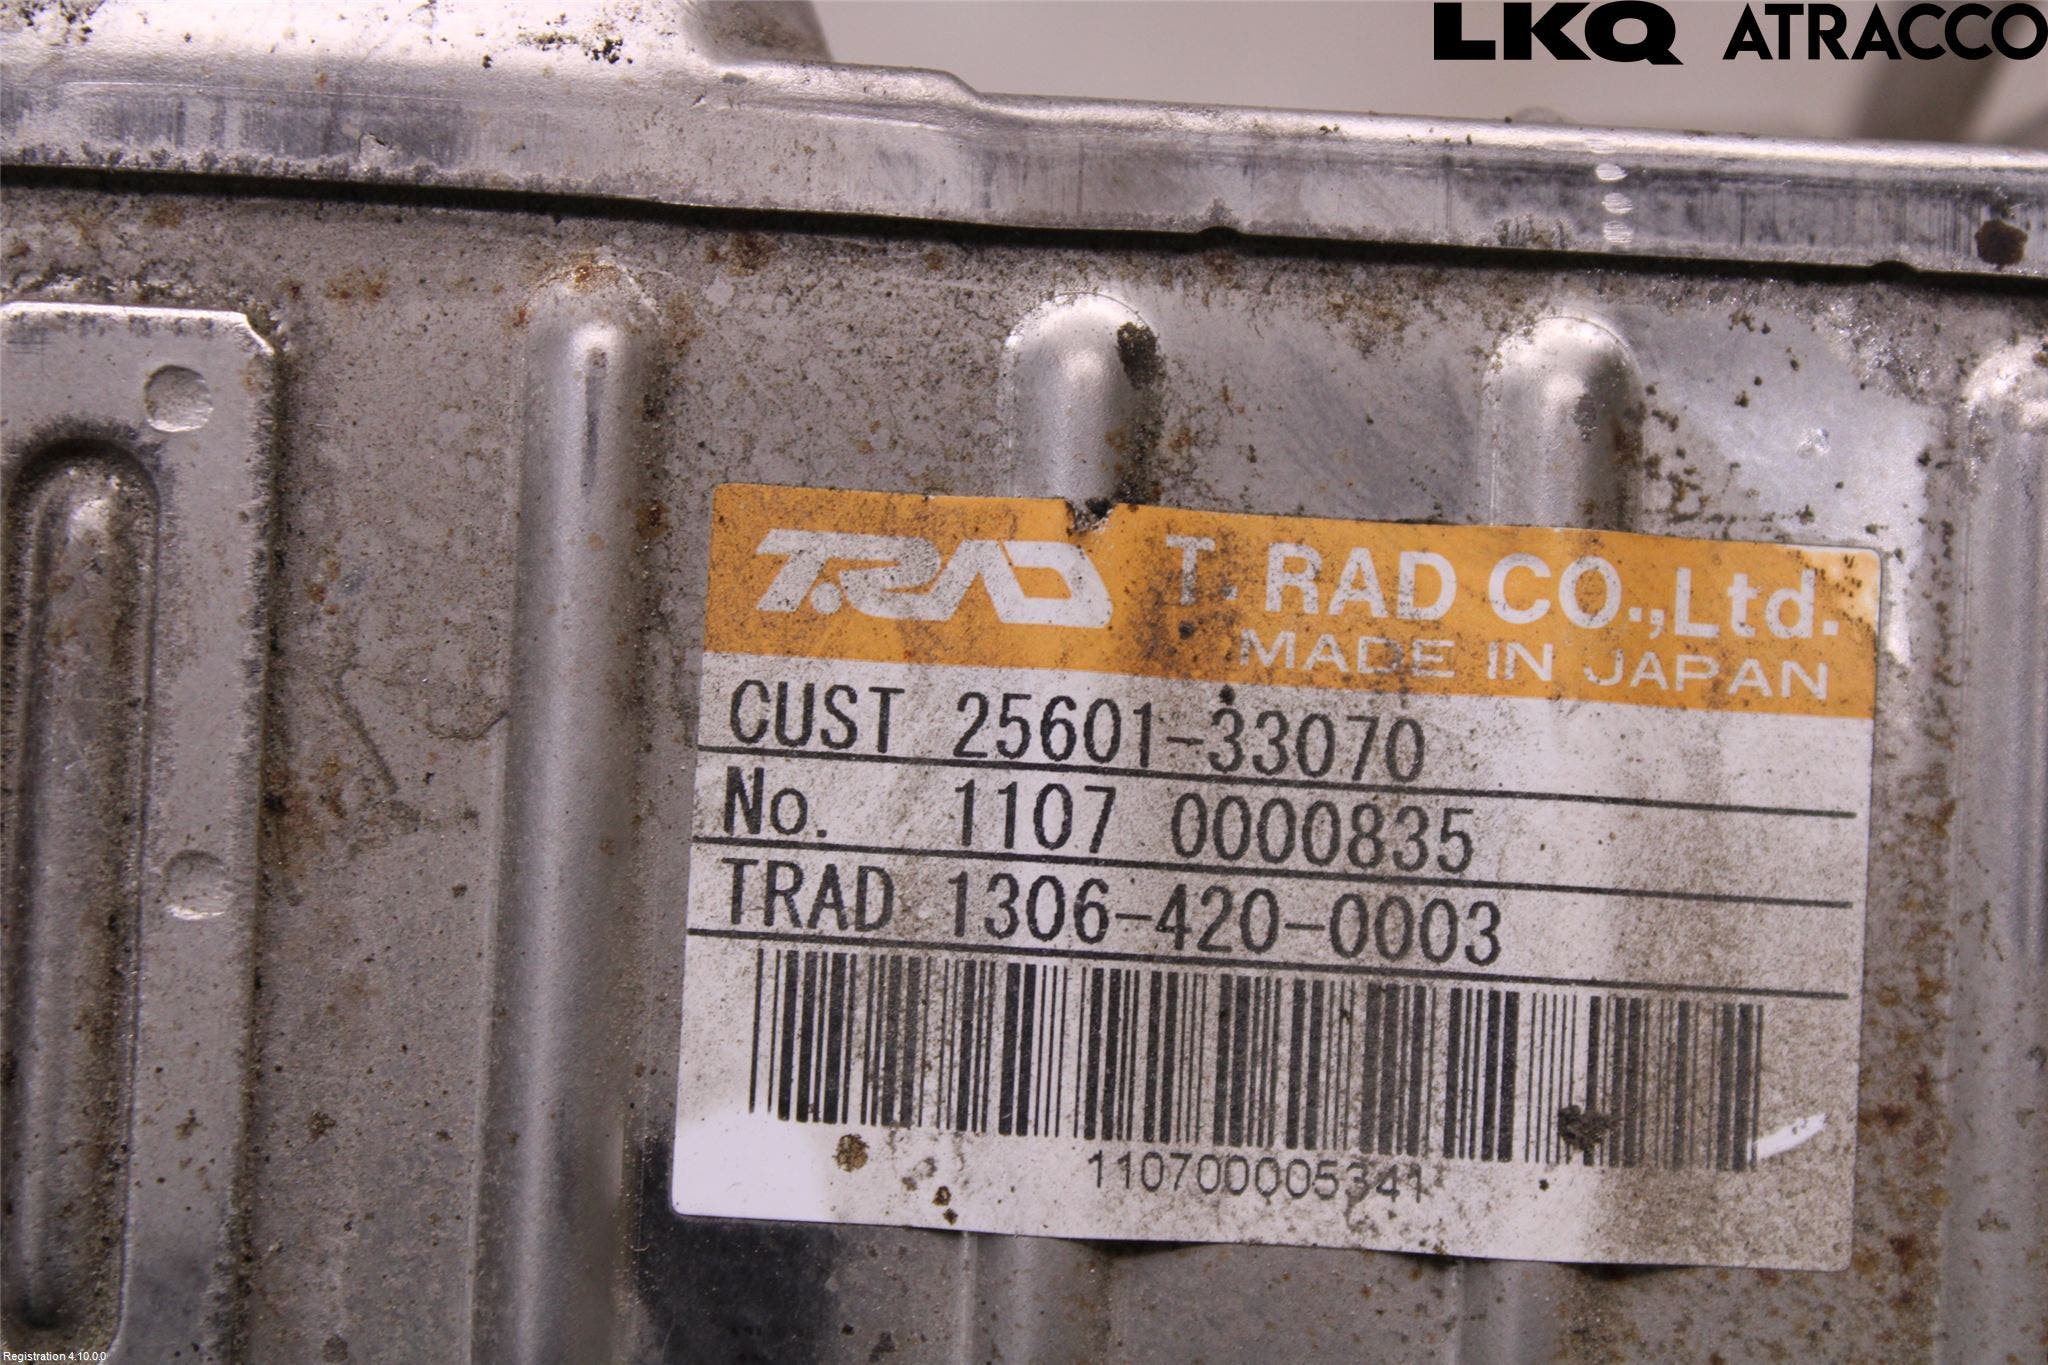 LKQ ATRACCO
T.RAD T. RAD CO.,Ltd.
MADE IN JAPAN
CUST 25601-33070
No. 1107 0000835
TRAD 1306-420-0003
110700005341
Registration 4.10.0.0